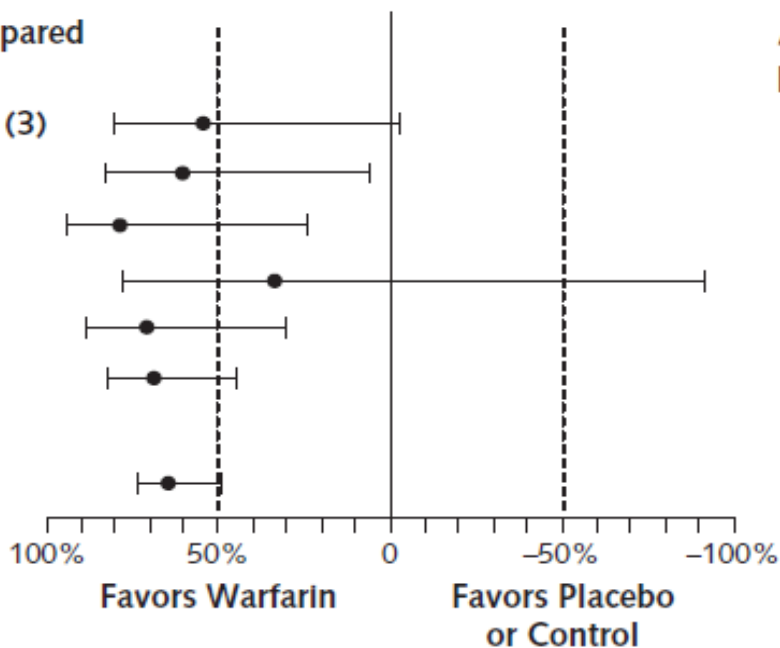 pared
(3)
100% 50% 0 –50% –100%
Favors Warfarin Favors Placebo
or Control